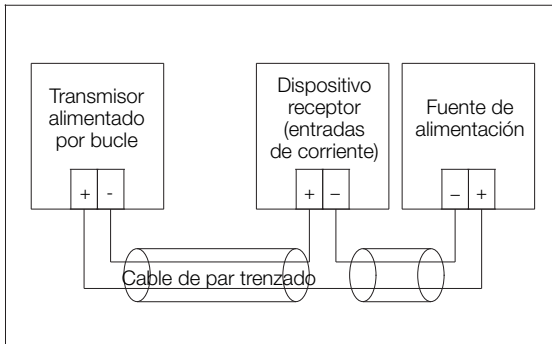 Transmisor
alimentado
por bucle
Dispositivo
receptor
(entradas
de corriente)
Fuente de
alimentación
+ -
+ –
– +
Cable de par trenzado